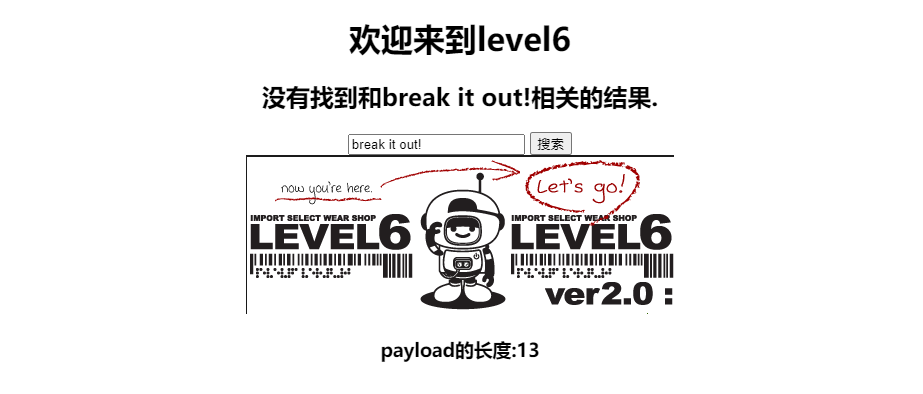 欢迎来到level6
没有找到和break it out!相关的结果.
break it out! 搜索
now you're here. Let's go!
IMPORT SELECT WEAR SHOP IMPORT SELECT WEAR SHOP
LEVEL6 LEVEL6
ver2.0 :
payload的长度:13